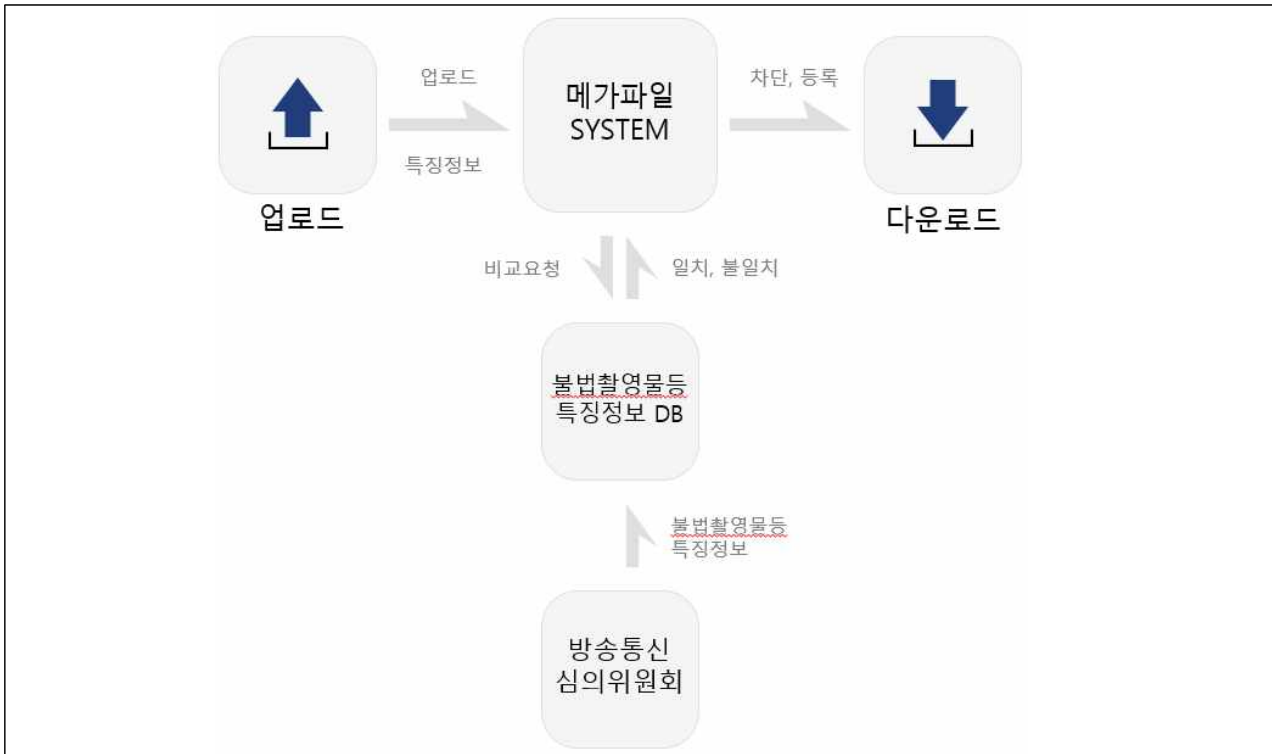 업로드
메가파일
SYSTEM
차단, 등록
특징정보
업로드
다운로드
비교요청
일치, 불일치
불법촬영물등
특징정보 DB
불법촬영물등
특징정보
방송통신
심의위원회